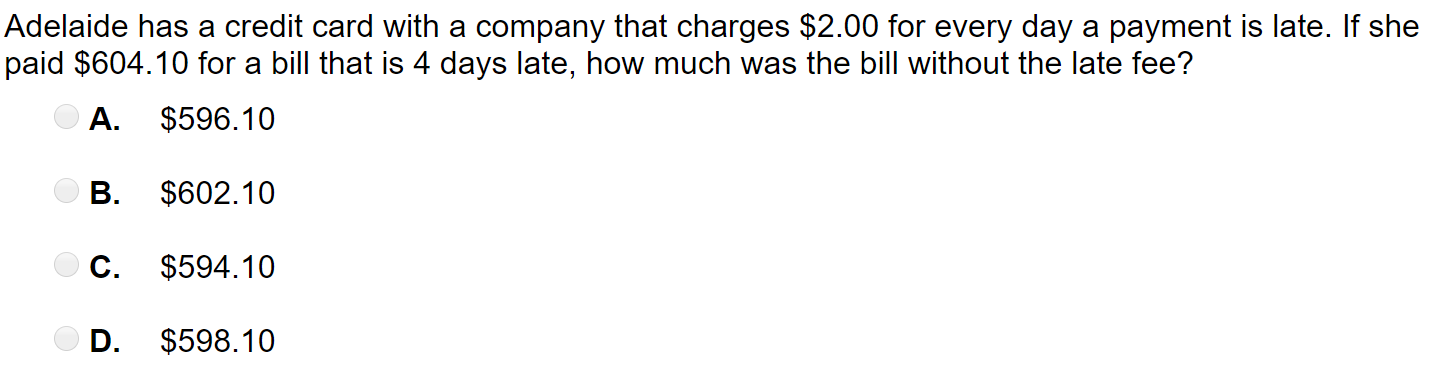 Adelaide has a credit card with a company that charges $2.00 for every day a payment is late. If she
paid $604.10 for a bill that is 4 days late, how much was the bill without the late fee?
A. $596.10
B. $602.10
C. $594.10
D. $598.10